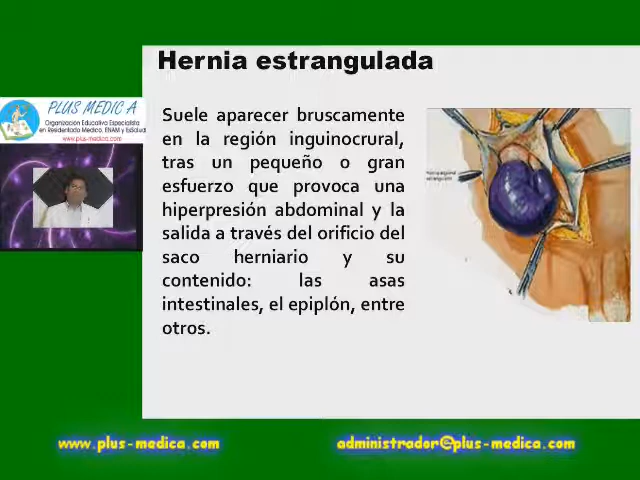 Hernia estrangulada
PLUS MEDIC A
Organización Educativa Especialista
en Residentado Medico, ENAM y EsSalud
www.plus-medica.com
Suele aparecer bruscamente
en la región inguinocrural,
tras un pequeño o gran
esfuerzo que provoca una
hiperpresión abdominal y la
salida a través del orificio del
saco herniario y su
contenido: las asas
intestinales, el epiplón, entre
otros.
www.plus-medica.com
administrador@plus-medica.com